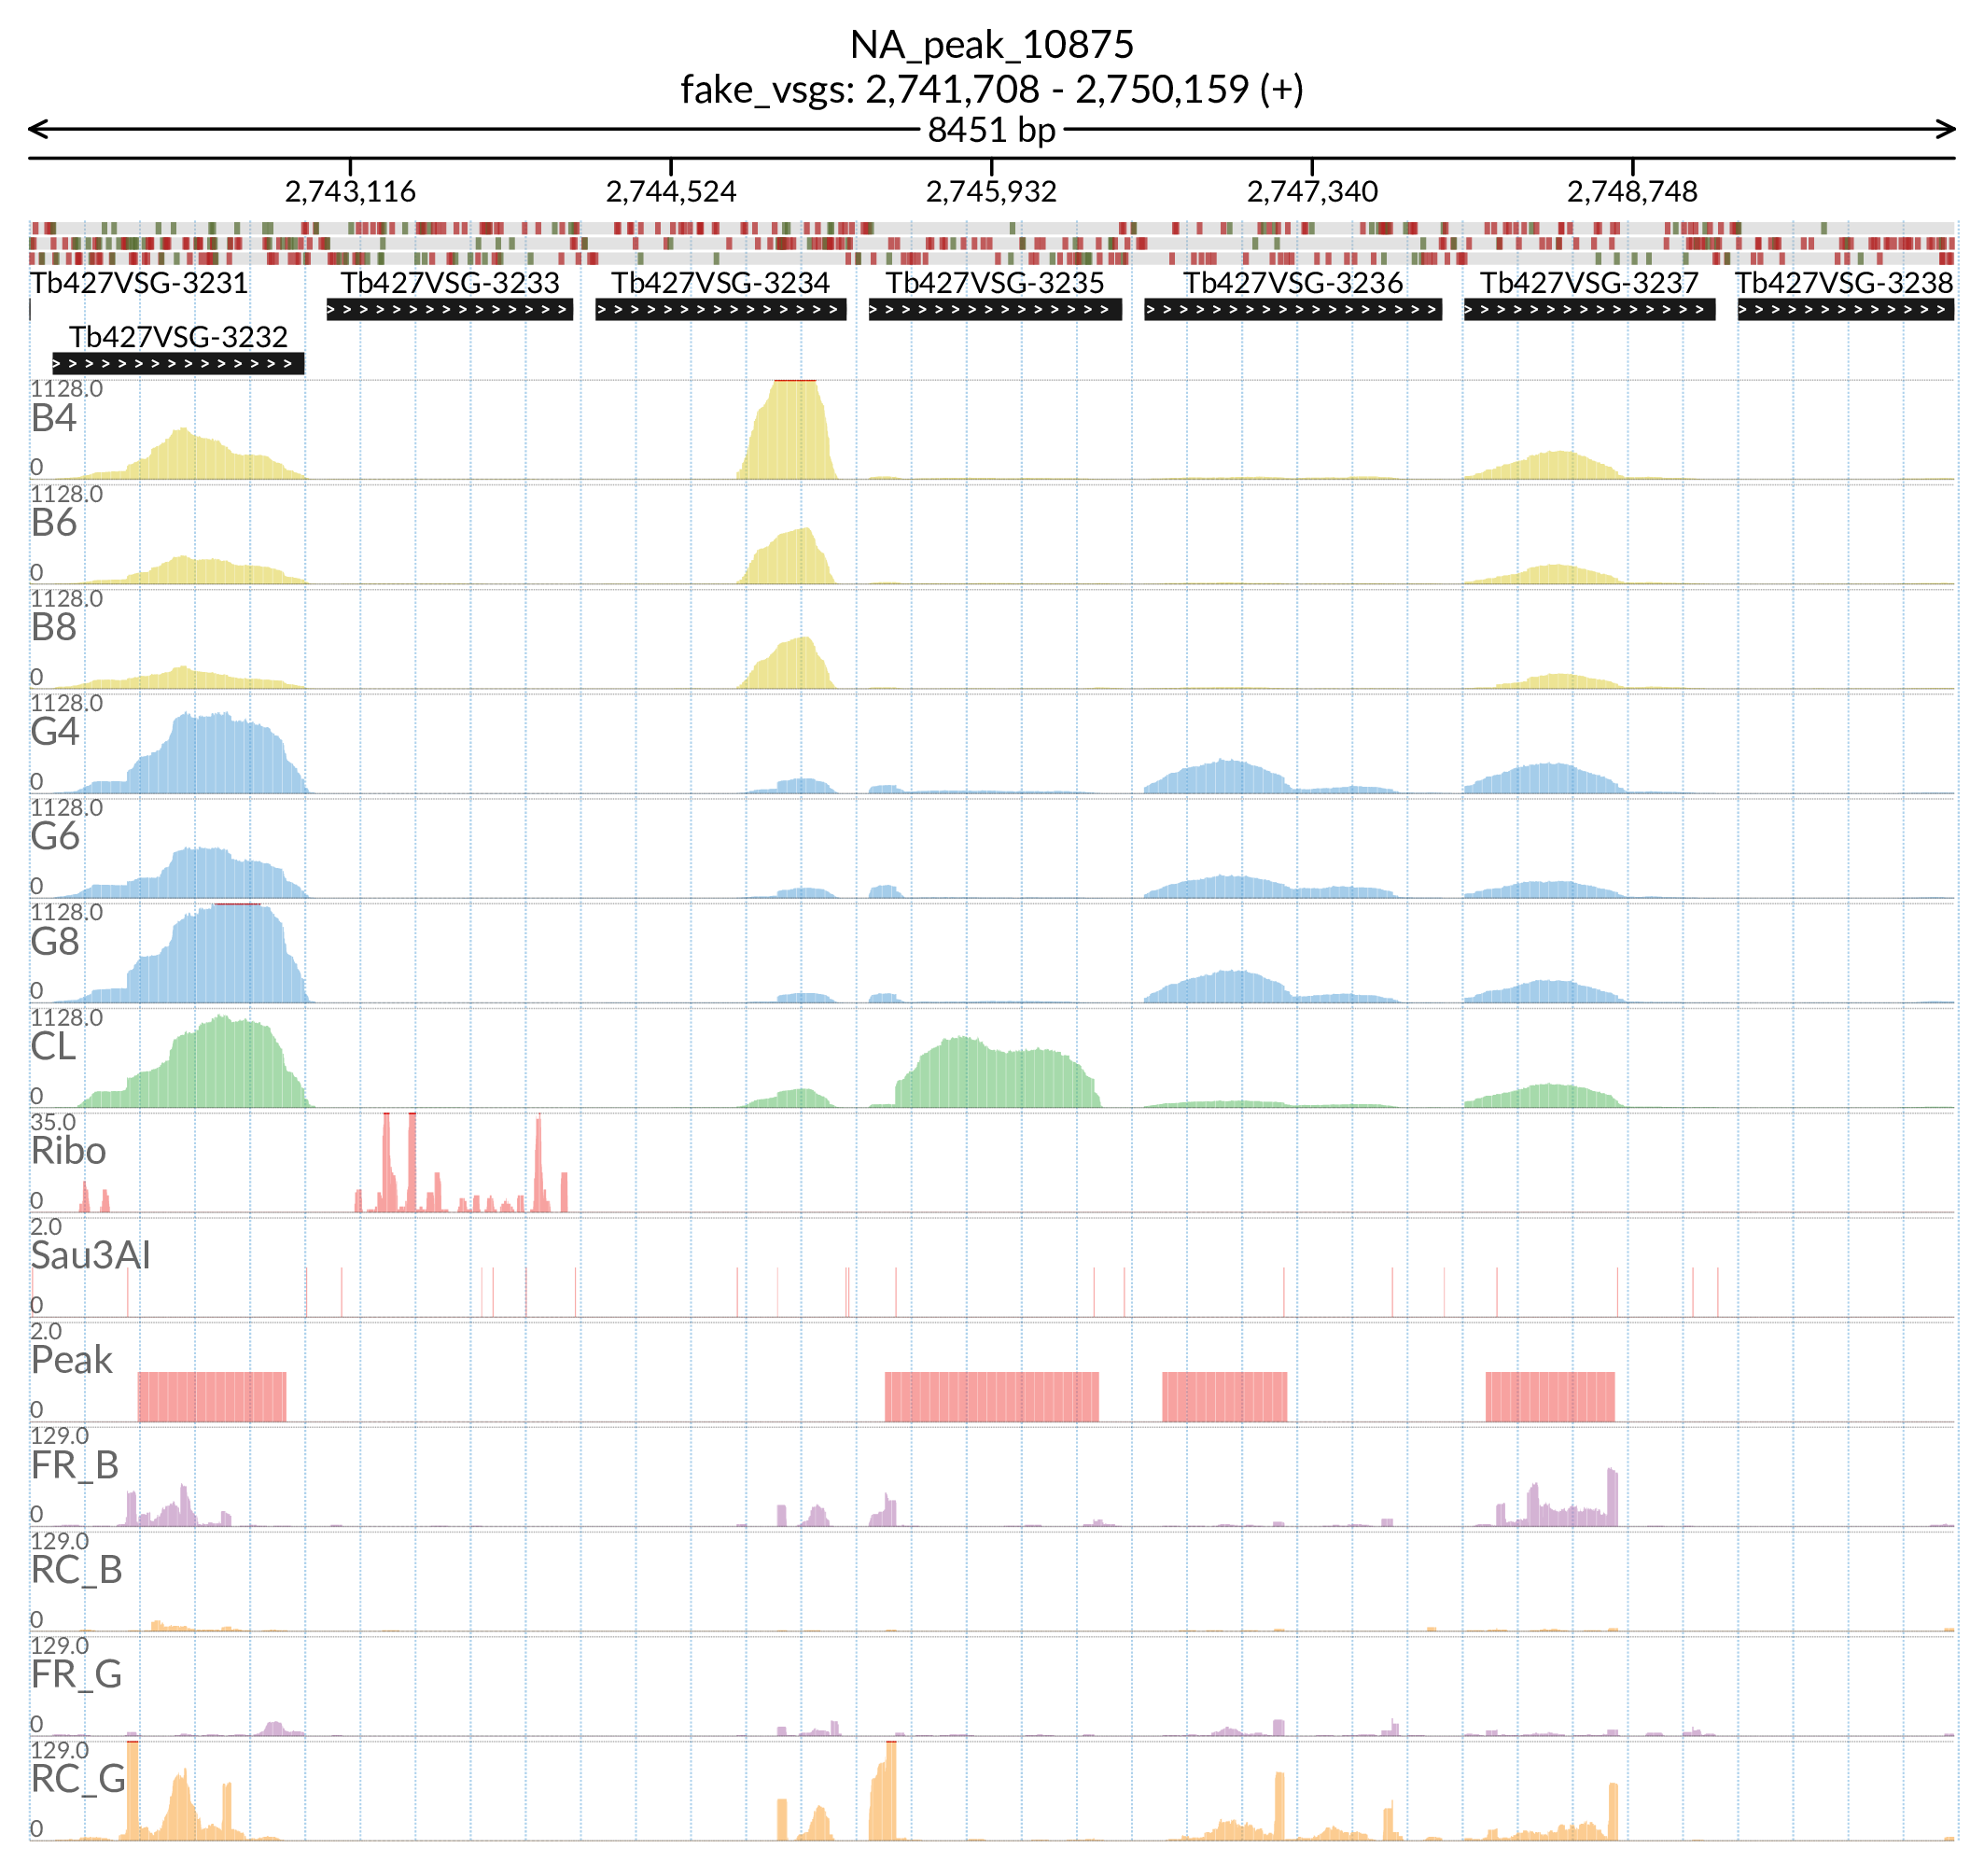 NA_peak_10875
fake_vsgs: 2,741,708 - 2,750,159 (+)
8451 bp
2,743,116 2,744,524 2,745,932 2,747,340 2,748,748
Tb427VSG-3231 Tb427VSG-3233 Tb427VSG-3234 Tb427VSG-3235 Tb427VSG-3236 Tb427VSG-3237 Tb427VSG-3238
Tb427VSG-3232
1128.0
B4
0
1128.0
B6
0
1128.0
B8
0
1128.0
G4
0
1128.0
G6
0
1128.0
G8
0
1128.0
CL
0
35.0
Ribo
0
2.0
Sau3AI
0
2.0
Peak
0
129.0
FR_B
0
129.0
RC_B
0
129.0
FR_G
0
129.0
RC_G
0